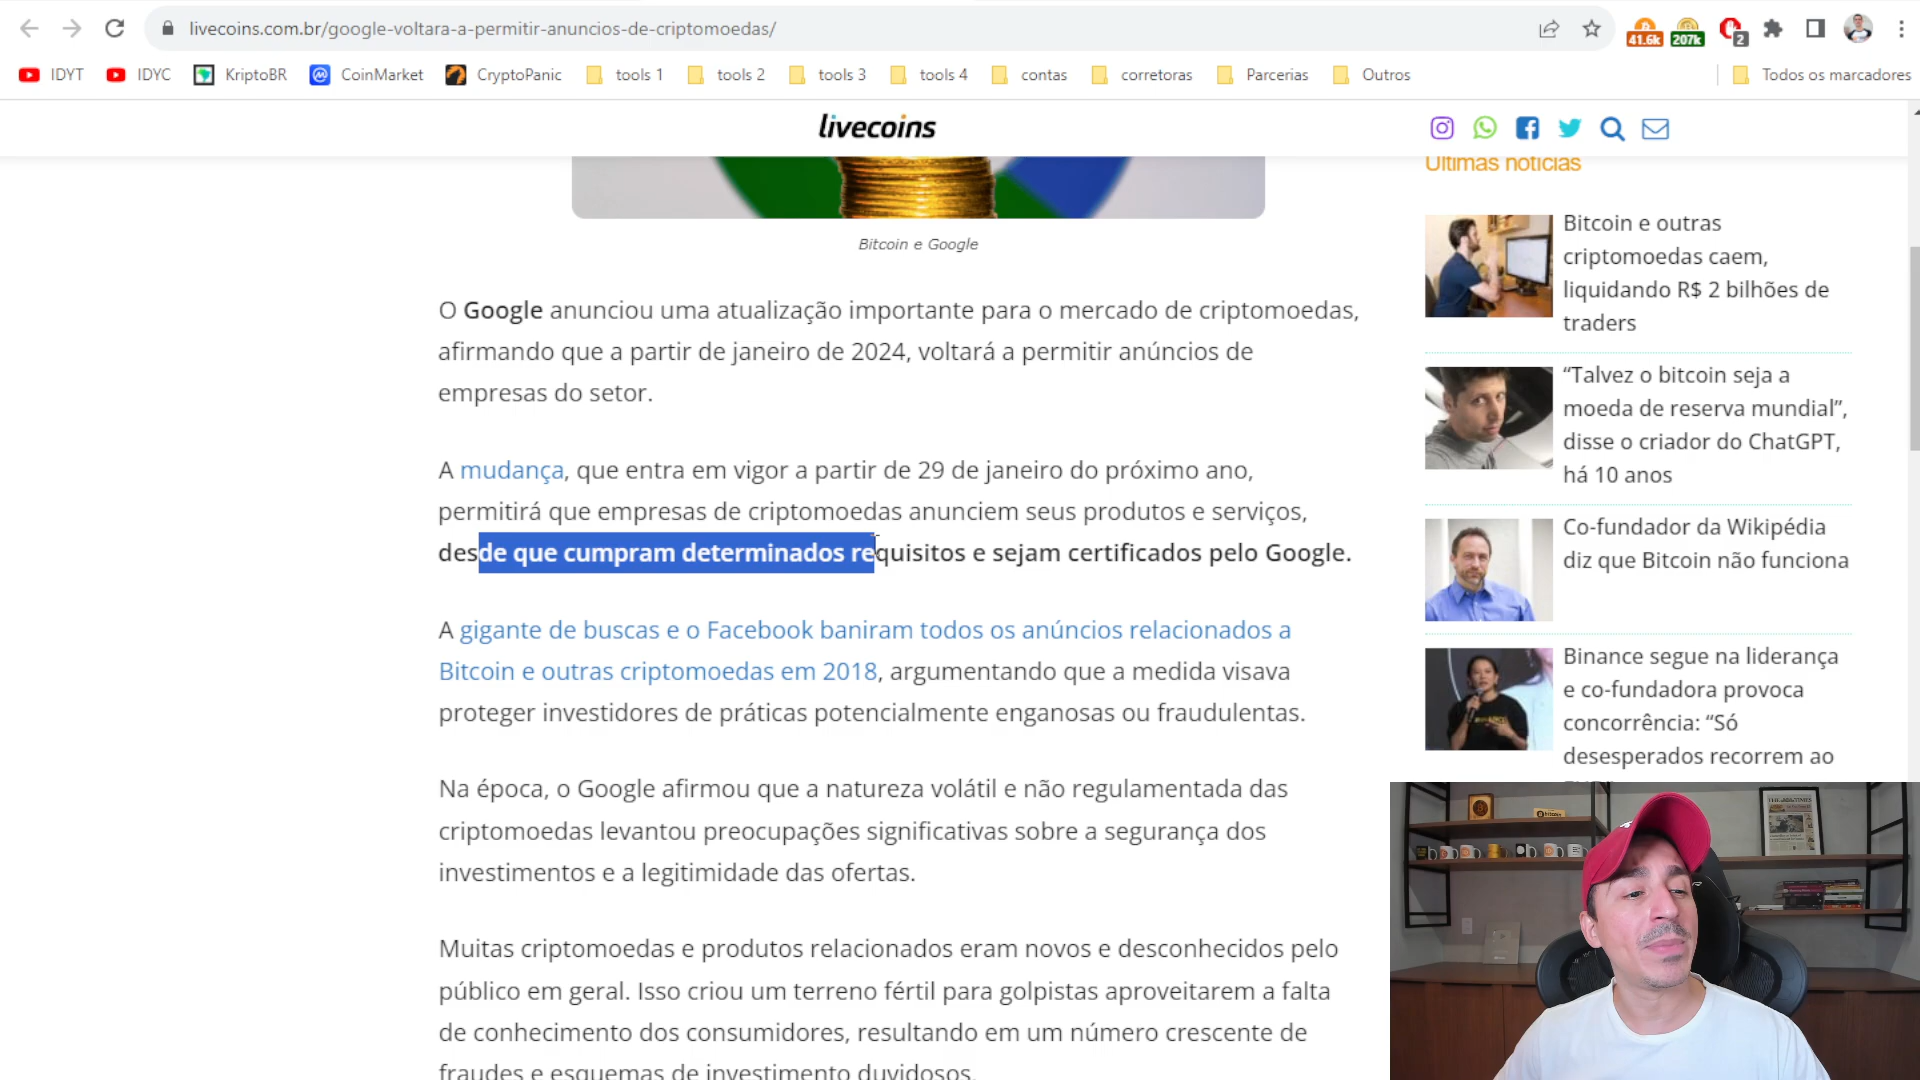 livecoins.com.br/google-voltara-a-permitir-anuncios-de-criptomoedas/
41.6k
207k
2
IDYT
IDYC
KriptoBR
CoinMarket
CryptoPanic
tools 1
tools 2
tools 3
tools 4
contas
corretoras
Parcerias
Outros
Todos os marcadores
livecoins
Bitcoin e Google
O Google anunciou uma atualização importante para o mercado de criptomoedas,
afirmando que a partir de janeiro de 2024, voltará a permitir anúncios de
empresas do setor.
A mudança, que entra em vigor a partir de 29 de janeiro do próximo ano,
permitirá que empresas de criptomoedas anunciem seus produtos e serviços,
desde que cumpram determinados requisitos e sejam certificados pelo Google.
A gigante de buscas e o Facebook baniram todos os anúncios relacionados a
Bitcoin e outras criptomoedas em 2018, argumentando que a medida visava
proteger investidores de práticas potencialmente enganosas ou fraudulentas.
Na época, o Google afirmou que a natureza volátil e não regulamentada das
criptomoedas levantou preocupações significativas sobre a segurança dos
investimentos e a legitimidade das ofertas.
Muitas criptomoedas e produtos relacionados eram novos e desconhecidos pelo
público em geral. Isso criou um terreno fértil para golpistas aproveitarem a falta
de conhecimento dos consumidores, resultando em um número crescente de
fraudes e esquemas de investimento duvidosos.
Últimas notícias
Bitcoin e outras
criptomoedas caem,
liquidando R$ 2 bilhões de
traders
“Talvez o bitcoin seja a
moeda de reserva mundial”,
disse o criador do ChatGPT,
há 10 anos
Co-fundador da Wikipédia
diz que Bitcoin não funciona
Binance segue na liderança
e co-fundadora provoca
concorrência: “Só
desesperados recorrem ao